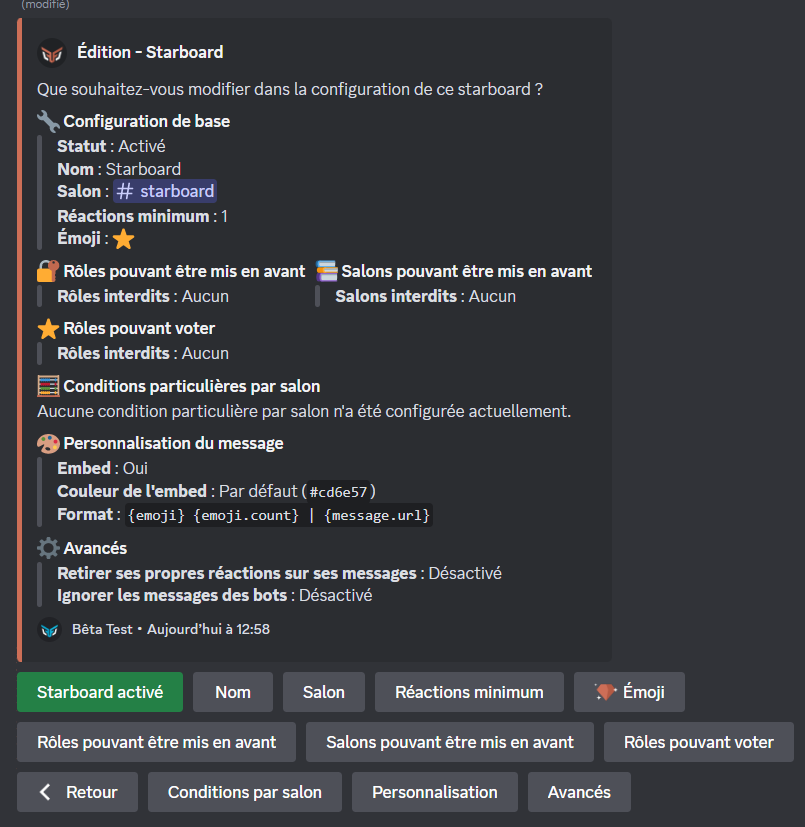 (modifié)
Édition - Starboard
Que souhaitez-vous modifier dans la configuration de ce starboard ?
Configuration de base
Statut : Activé
Nom : Starboard
Salon : # starboard
Réactions minimum : 1
Émoji :
Rôles pouvant être mis en avant
Rôles interdits : Aucun
Salons pouvant être mis en avant
Salons interdits : Aucun
Rôles pouvant voter
Rôles interdits : Aucun
Conditions particulières par salon
Aucune condition particulière par salon n'a été configurée actuellement.
Personnalisation du message
Embed : Oui
Couleur de l'embed : Par défaut (#cd6e57)
Format : {emoji} {emoji.count} | {message.url}
Avancés
Retirer ses propres réactions sur ses messages : Désactivé
Ignorer les messages des bots : Désactivé
Bêta Test • Aujourd’hui à 12:58
Starboard activé
Nom
Salon
Réactions minimum
Émoji
Rôles pouvant être mis en avant
Salons pouvant être mis en avant
Rôles pouvant voter
Retour
Conditions par salon
Personnalisation
Avancés